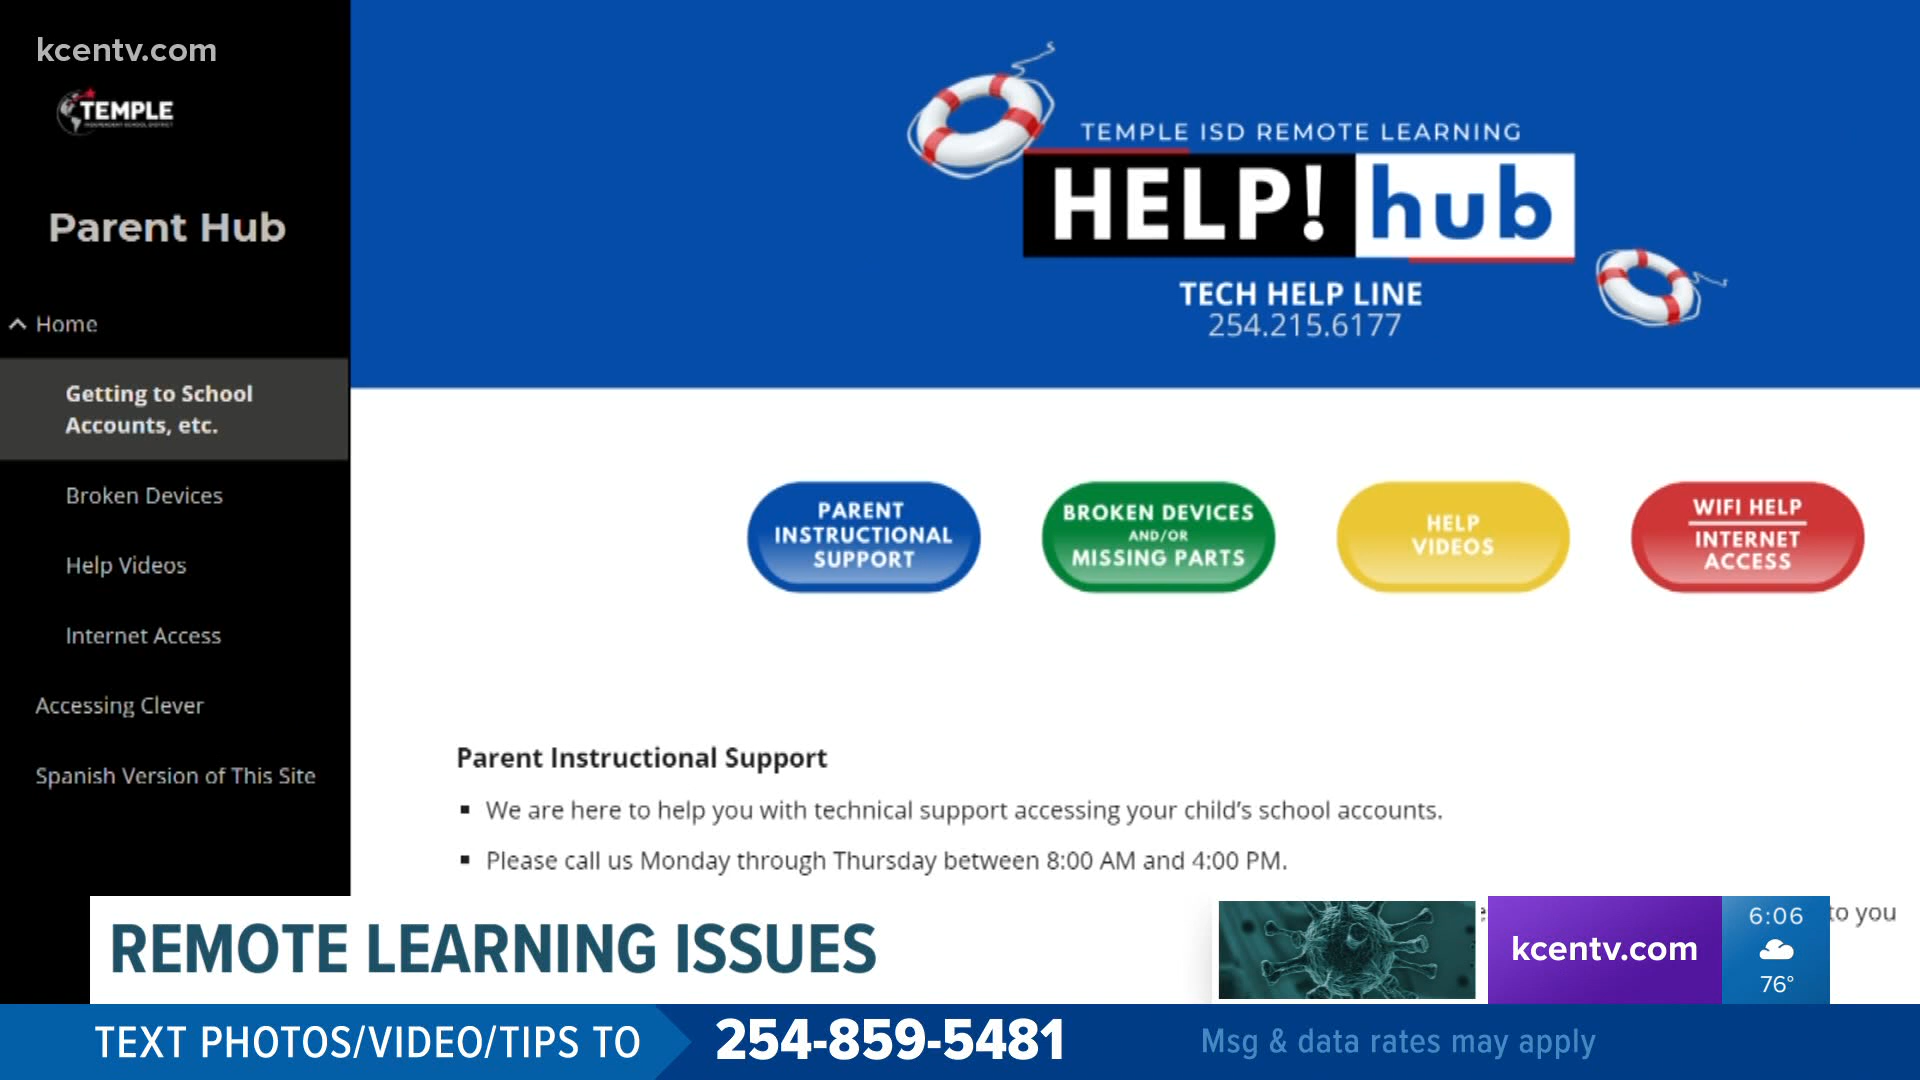 kcentv.com
TEMPLE
INDEPENDENT SCHOOL DISTRICT
Parent Hub
Home
Getting to School
Accounts, etc.
Broken Devices
Help Videos
Internet Access
Accessing Clever
Spanish Version of This Site
TEMPLE ISD REMOTE LEARNING
HELP! hub
TECH HELP LINE
254.215.6177
PARENT
INSTRUCTIONAL
SUPPORT
BROKEN DEVICES
AND/OR
MISSING PARTS
HELP
VIDEOS
WIFI HELP
INTERNET
ACCESS
Parent Instructional Support
▪ We are here to help you with technical support accessing your child’s school accounts.
▪ Please call us Monday through Thursday between 8:00 AM and 4:00 PM.
to you
REMOTE LEARNING ISSUES
kcentv.com
6:06
76°
TEXT PHOTOS/VIDEO/TIPS TO
254-859-5481
Msg & data rates may apply